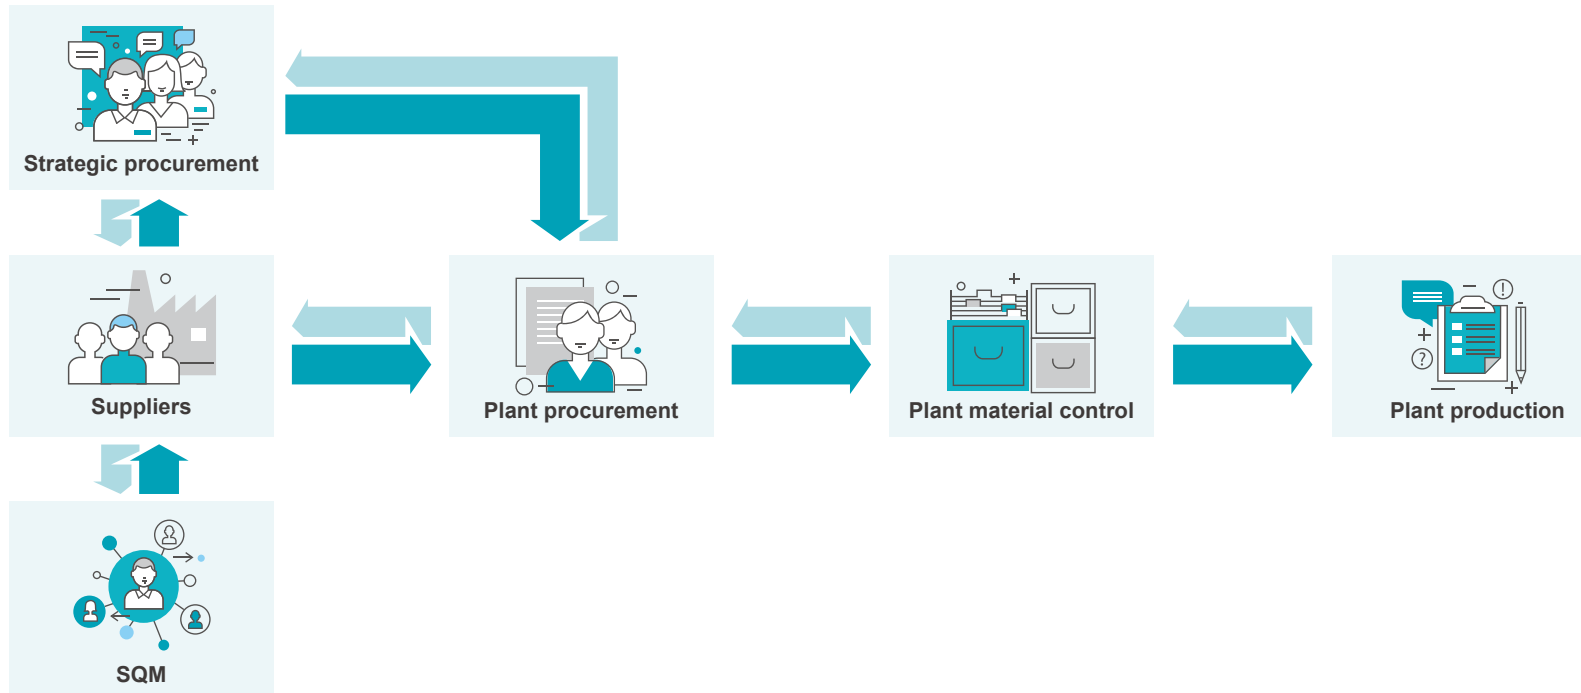 Strategic procurement
Suppliers
Plant procurement
Plant material control
Plant production
SQM